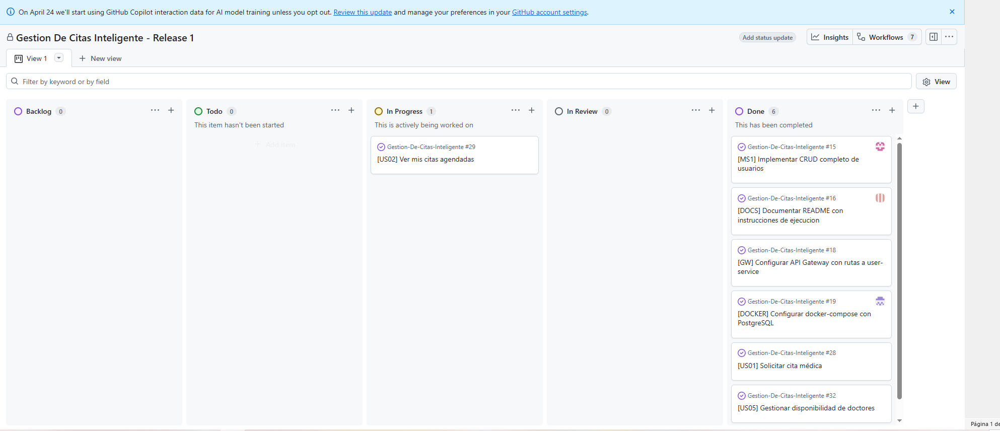 On April 24 we'll start using GitHub Copilot interaction data for AI model training unless you opt out. Review this update and manage your preferences in your GitHub account settings.
Gestion De Citas Inteligente - Release 1
Add status update
Insights
Workflows 7
View 1
New view
Filter by keyword or by field
View
Backlog 0
Todo 0
This item hasn't been started
Add item
In Progress 1
This is actively being worked on
Gestion-De-Citas-Inteligente #29
[US02] Ver mis citas agendadas
In Review 0
Done 6
This has been completed
Gestion-De-Citas-Inteligente #15
[MS1] Implementar CRUD completo de
usuarios
Gestion-De-Citas-Inteligente #16
[DOCS] Documentar README con
instrucciones de ejecucion
Gestion-De-Citas-Inteligente #18
[GW] Configurar API Gateway con rutas a user-
service
Gestion-De-Citas-Inteligente #19
[DOCKER] Configurar docker-compose con
PostgreSQL
Gestion-De-Citas-Inteligente #28
[US01] Solicitar cita médica
Gestion-De-Citas-Inteligente #32
[US05] Gestionar disponibilidad de doctores
Página 1 de